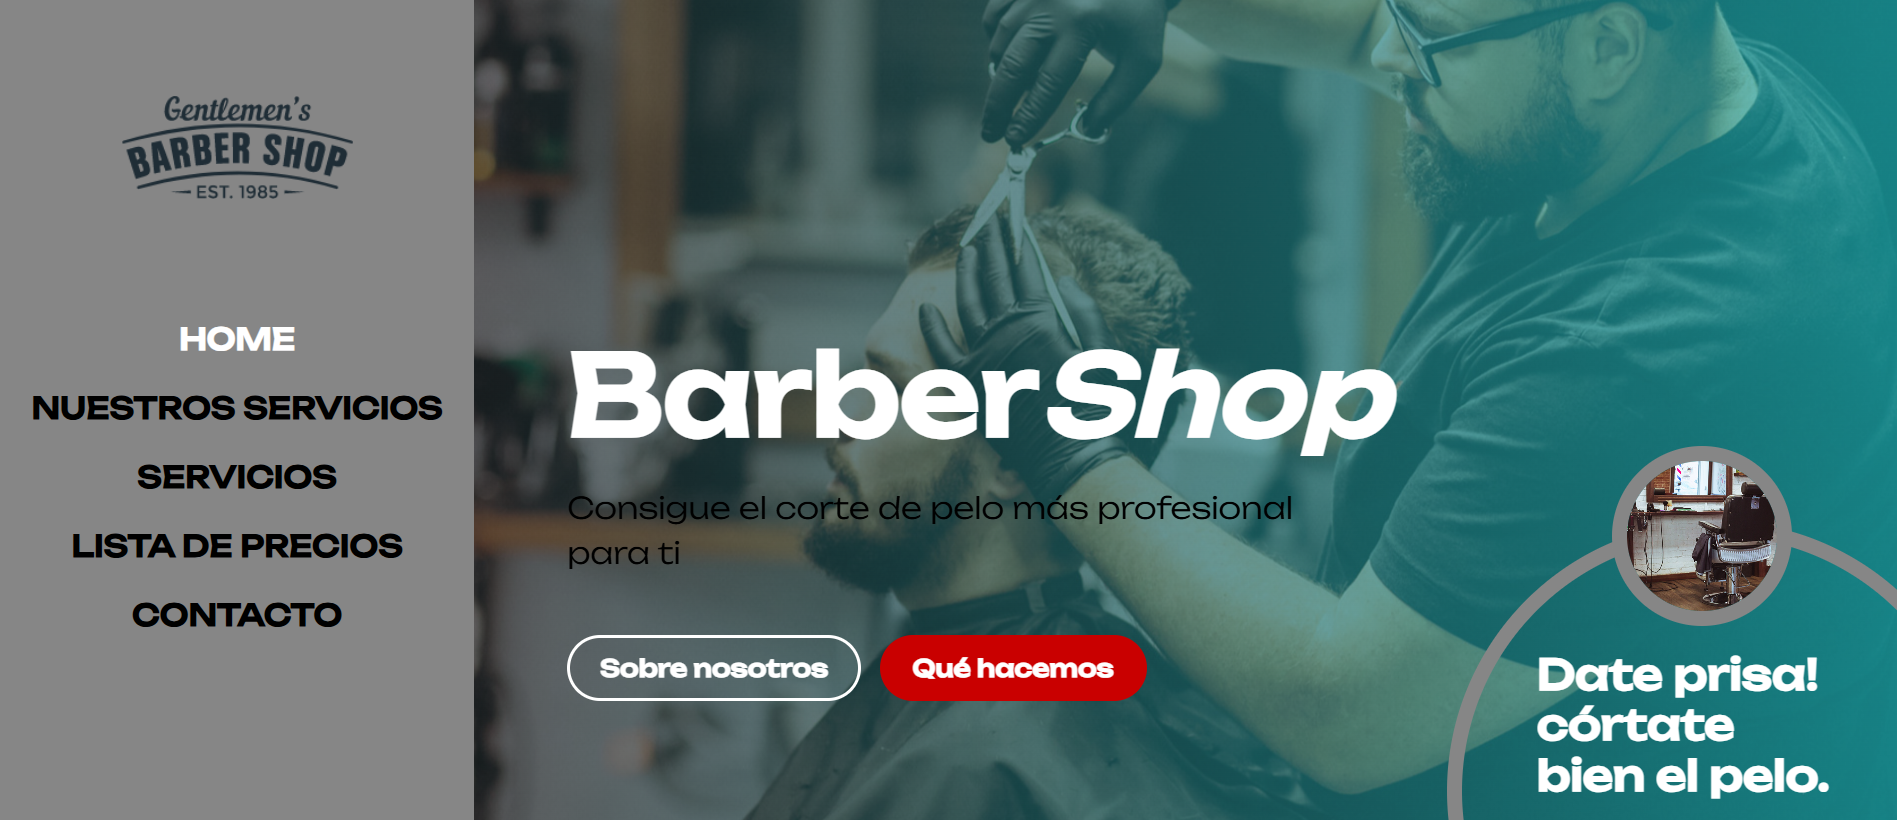 Gentlemen's
BARBER SHOP
EST. 1985
HOME
NUESTROS SERVICIOS
SERVICIOS
LISTA DE PRECIOS
CONTACTO
Barber Shop
Consigue el corte de pelo más profesional
para ti
Sobre nosotros
Qué hacemos
Date prisa!
córtate
bien el pelo.